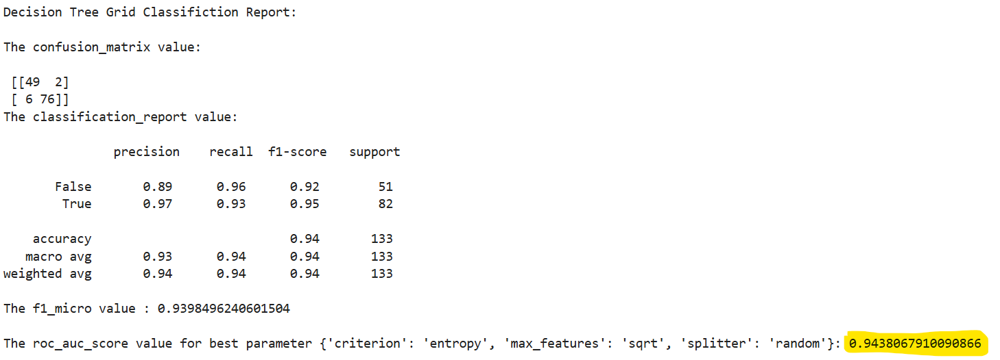 Decision Tree Grid Classifiction Report:
The confusion_matrix value:
[[49  2]
[ 6 76]]
The classification_report value:
precision    recall  f1-score   support
False       0.89      0.96      0.92        51
True       0.97      0.93      0.95        82
accuracy                           0.94       133
macro avg       0.93      0.94      0.94       133
weighted avg       0.94      0.94      0.94       133
The f1_micro value : 0.9398496240601504
The roc_auc_score value for best parameter {'criterion': 'entropy', 'max_features': 'sqrt', 'splitter': 'random'}: 0.9438067910090866